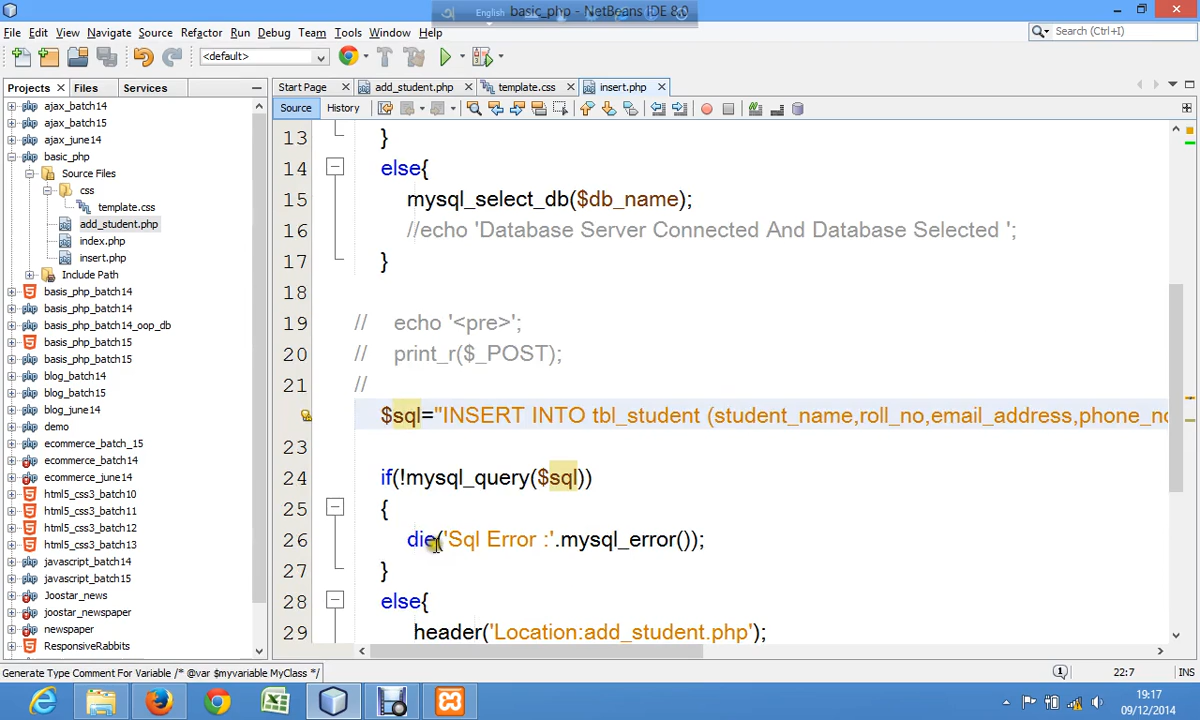 English
basic_php - NetBeans IDE 8.0
File Edit View Navigate Source Refactor Run Debug Team Tools Window Help
Search (Ctrl+I)
<default>
Projects Files Services
Start Page add_student.php template.css insert.php
Source History
ajax_batch14
ajax_batch15
ajax_june14
basic_php
Source Files
css
template.css
add_student.php
index.php
insert.php
Include Path
basis_php_batch14
basis_php_batch14
basis_php_batch14_oop_db
basis_php_batch15
basis_php_batch15
blog_batch14
blog_batch15
blog_june14
demo
ecommerce_batch_15
ecommerce_batch14
ecommerce_june14
html5_css3_batch10
html5_css3_batch11
html5_css3_batch12
html5_css3_batch13
javascript_batch14
javascript_batch15
Joostar_news
joostar_newspaper
newspaper
ResponsiveRabbits
13 }
14 else{
15 mysql_select_db($db_name);
16 //echo 'Database Server Connected And Database Selected ';
17 }
18
19 // echo '<pre>';
20 // print_r($_POST);
21 //
$sql="INSERT INTO tbl_student (student_name,roll_no,email_address,phone_no
23
24 if(!mysql_query($sql))
25 {
26 die('Sql Error :'.mysql_error());
27 }
28 else{
29 header('Location:add_student.php');
Generate Type Comment For Variable /* @var $myvariable MyClass */
1
22:7
INS
19:17
09/12/2014